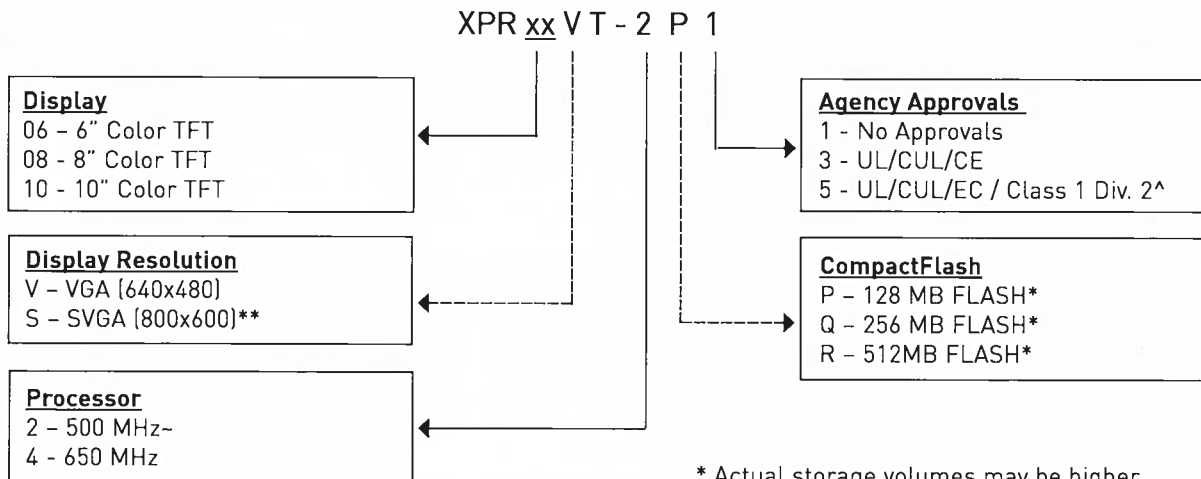 XPR xx V T - 2 P 1
Display
06 – 6" Color TFT
08 - 8" Color TFT
10 - 10" Color TFT
Display Resolution
V – VGA (640x480)
S – SVGA (800x600)**
Processor
2 – 500 MHz~
4 - 650 MHz
Agency Approvals
1 - No Approvals
3 - UL/CUL/CE
5 - UL/CUL/EC / Class 1 Div. 2^
CompactFlash
P – 128 MB FLASH*
Q – 256 MB FLASH*
R – 512MB FLASH*
* Actual storage volumes may be higher